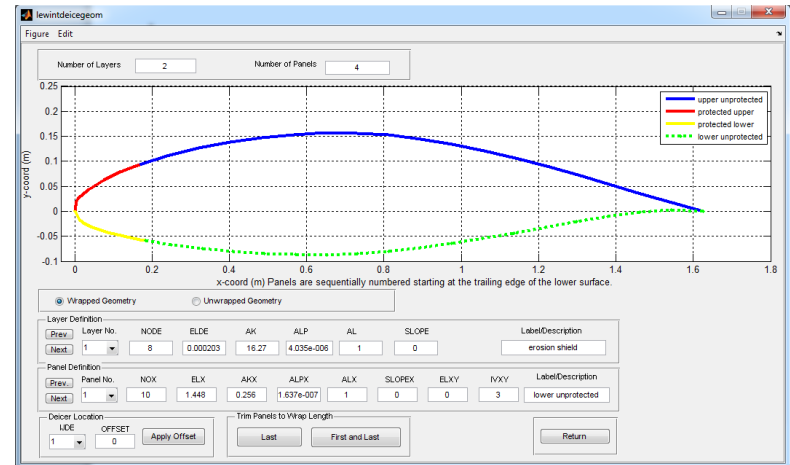 lewintdeicegeom
Figure Edit
Number of Layers 2 Number of Panels 4
0.25
0.2
0.15
0.1
0.05
0
-0.05
-0.1
y-coord (m)
upper unprotected
protected upper
protected lower
lower unprotected
0 0.2 0.4 0.6 0.8 1 1.2 1.4 1.6 1.8
x-coord (m) Panels are sequentially numbered starting at the trailing edge of the lower surface.
Wrapped Geometry Unwrapped Geometry
Layer Definition
Prev Layer No. NODE ELDE AK ALP AL SLOPE Label/Description
Next 1 8 0.000203 16.27 4.035e-006 1 0 erosion shield
Panel Definition
Prev.. Panel No. NOX ELX AKX ALPX ALX SLOPEX ELXY IVXY Label/Description
Next 1 10 1.448 0.256 1.637e-007 1 0 0 3 lower unprotected
Deicer Location Trim Panels to Wrap Length
IJDE OFFSET
1 0 Apply Offset Last First and Last Return